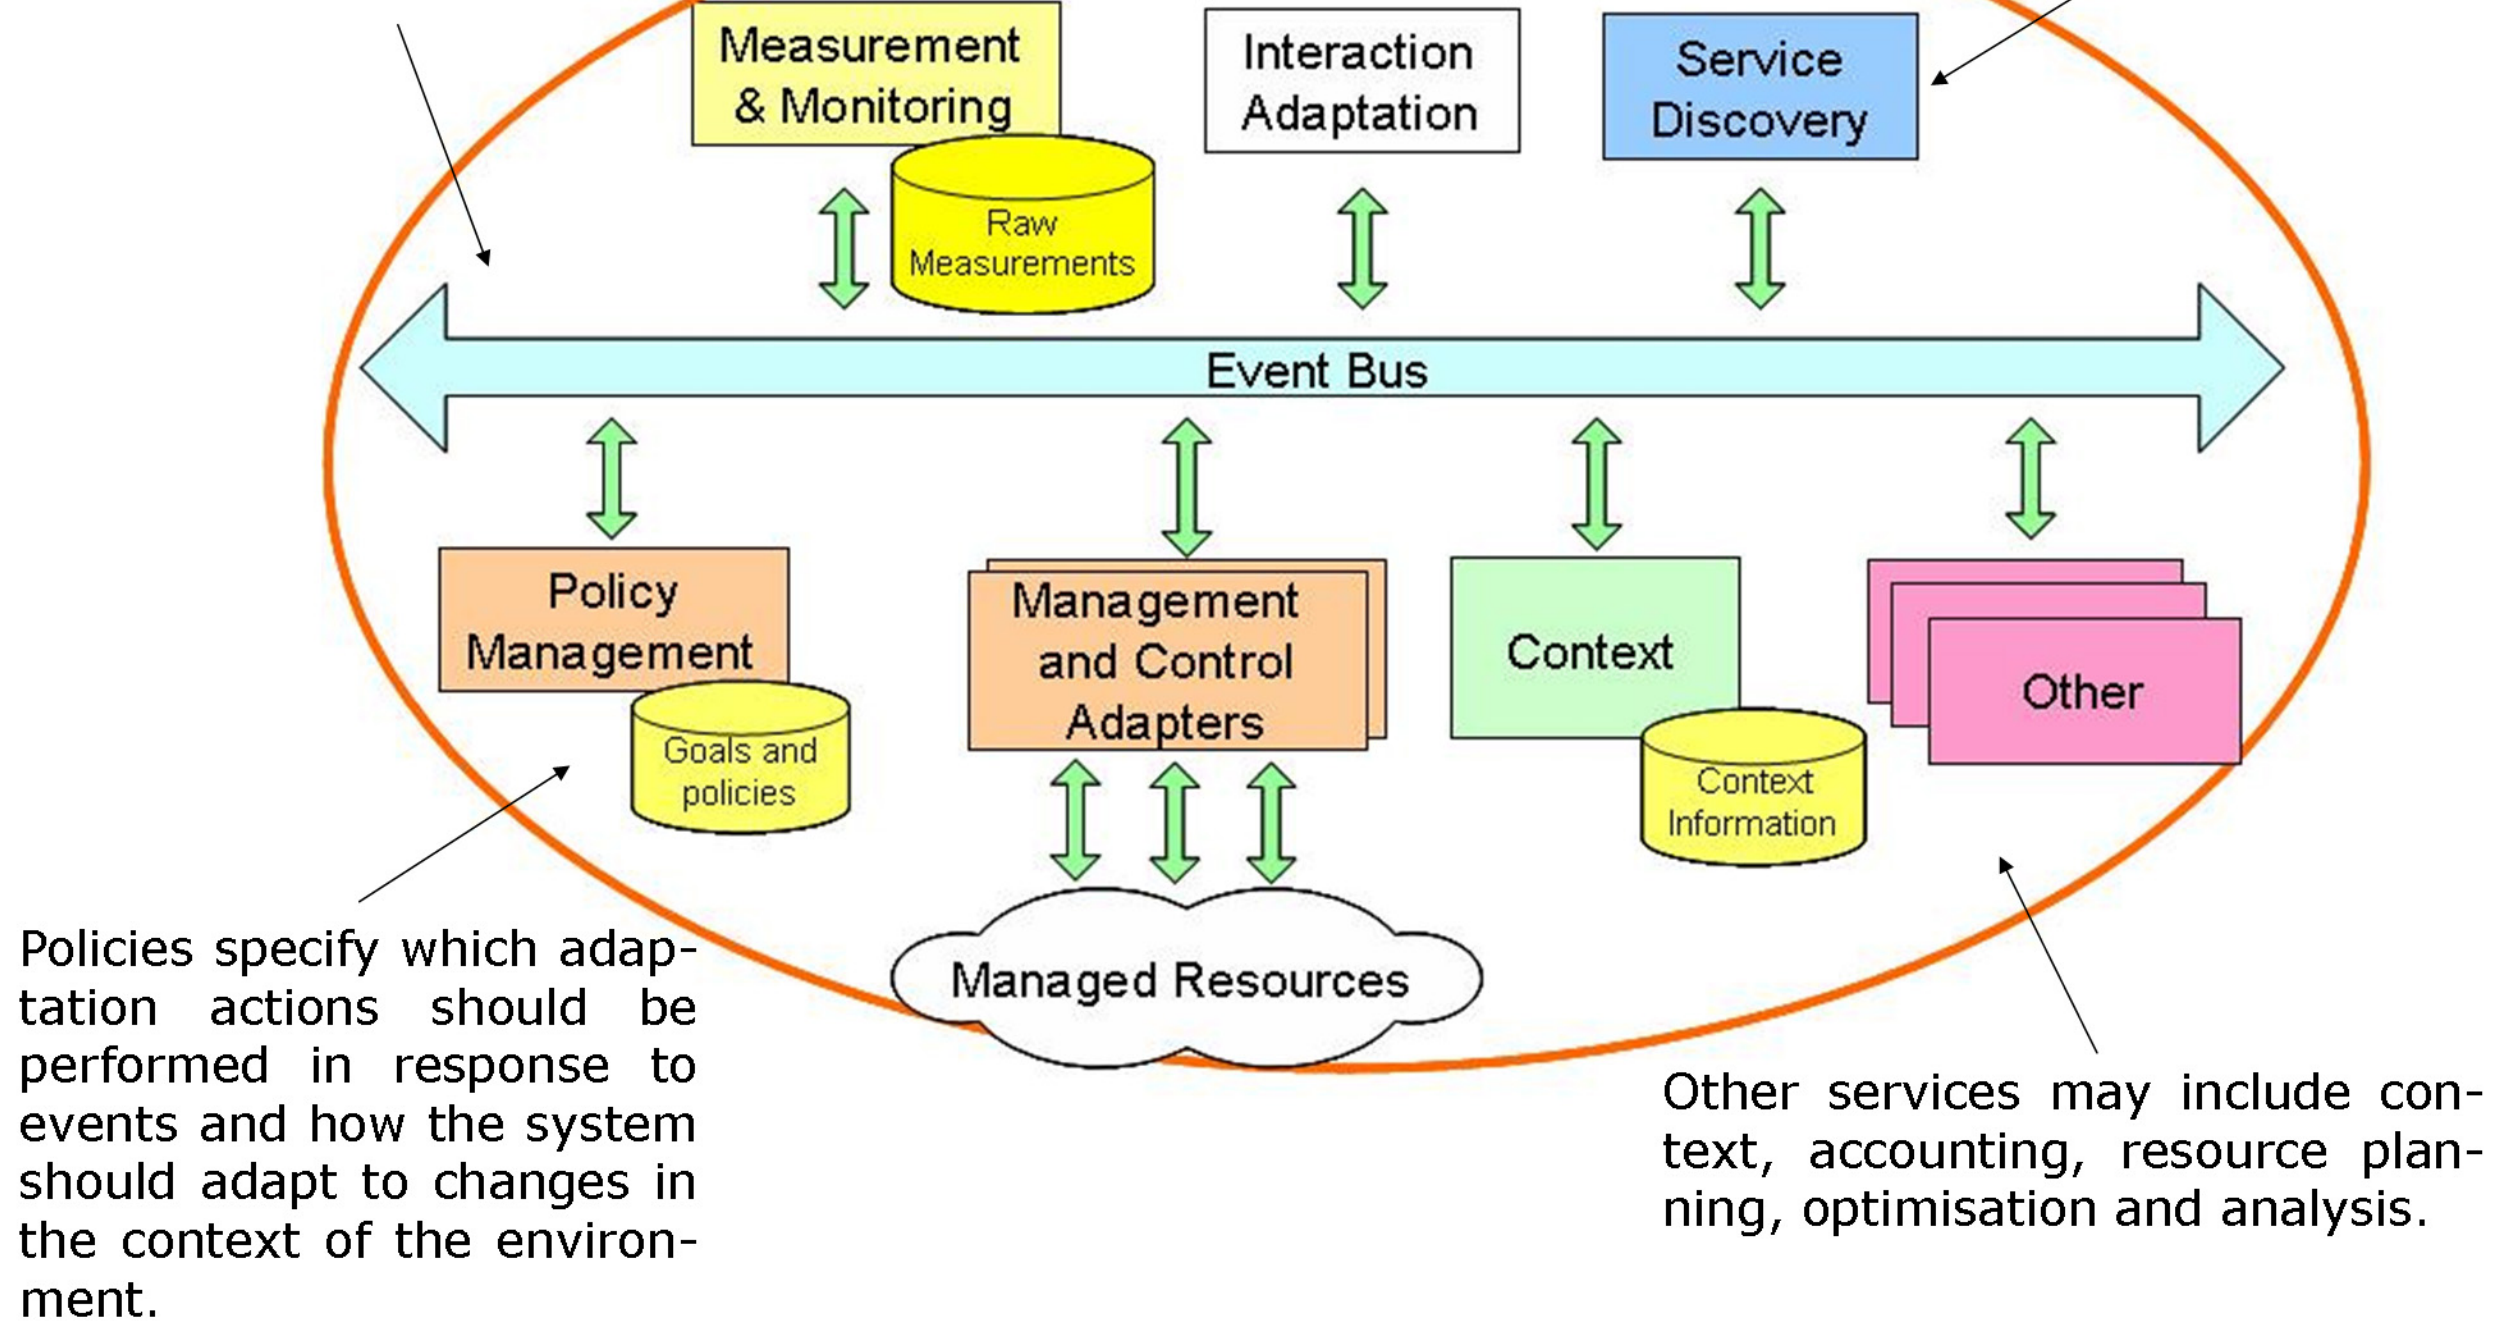 Measurement
& Monitoring
Interaction
Adaptation
Service
Discovery
Raw
Measurements
Event Bus
Policy
Management
Goals and
policies
Management
and Control
Adapters
Context
Context
Information
Other
Managed Resources
Policies specify which adap-
tation actions should be
performed in response to
events and how the system
should adapt to changes in
the context of the environ-
ment.
Other services may include con-
text, accounting, resource plan-
ning, optimisation and analysis.